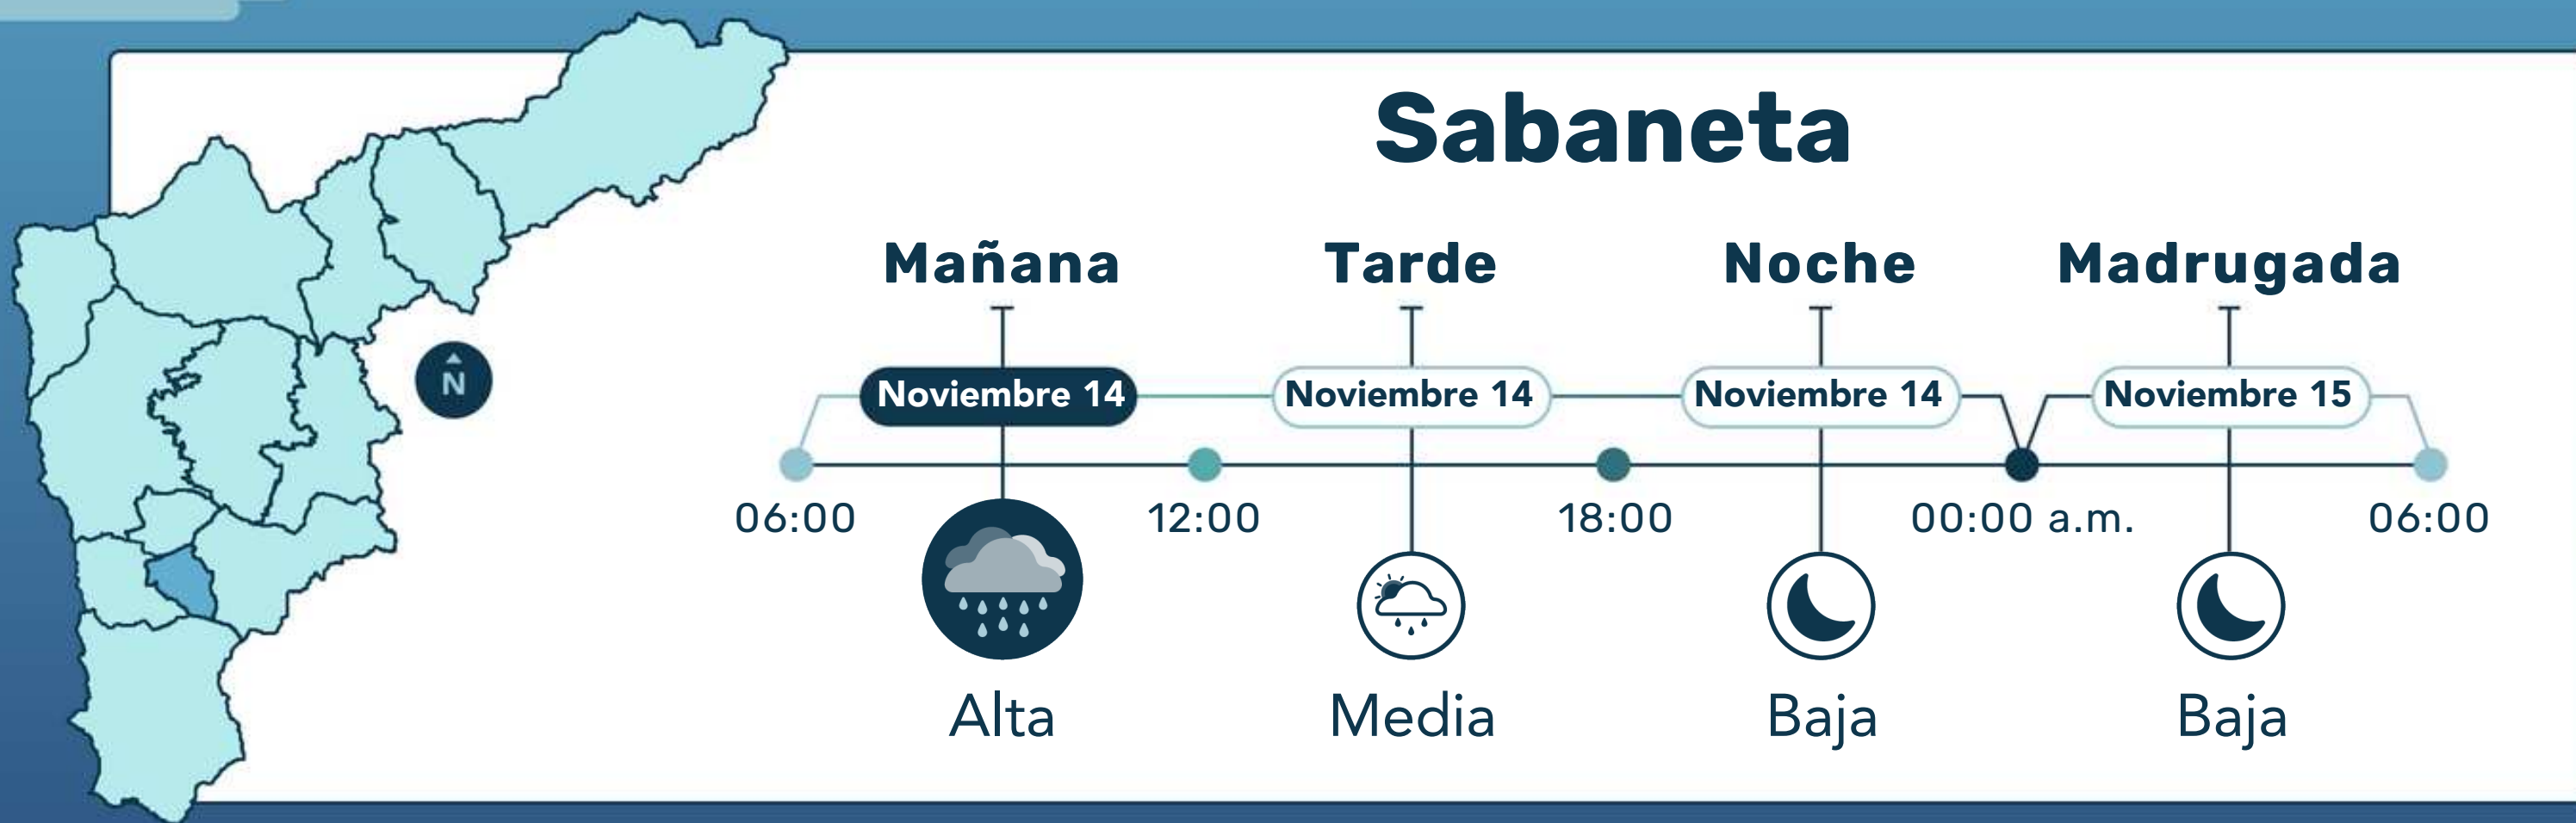 Sabaneta
Mañana Tarde Noche Madrugada
N
Noviembre 14 Noviembre 14 Noviembre 14 Noviembre 15
06:00 12:00 18:00 00:00 a.m. 06:00
Alta Media Baja Baja